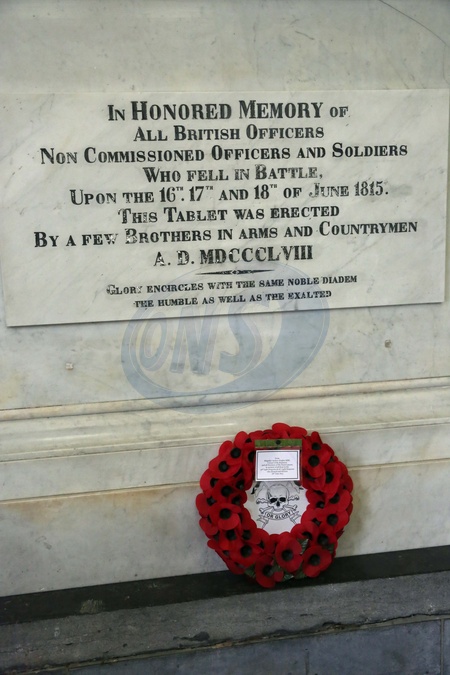 In Honored Memory of
All British Officers
Non Commissioned Officers and Soldiers
Who fell in Battle,
Upon the 16TH. 17TH and 18TH of June 1815.
This Tablet was erected
By a few Brothers in arms and Countrymen
A. D. MDCCCLVIII
Glory encircles with the same noble diadem
the humble as well as the exalted
ONS
OR GLORY